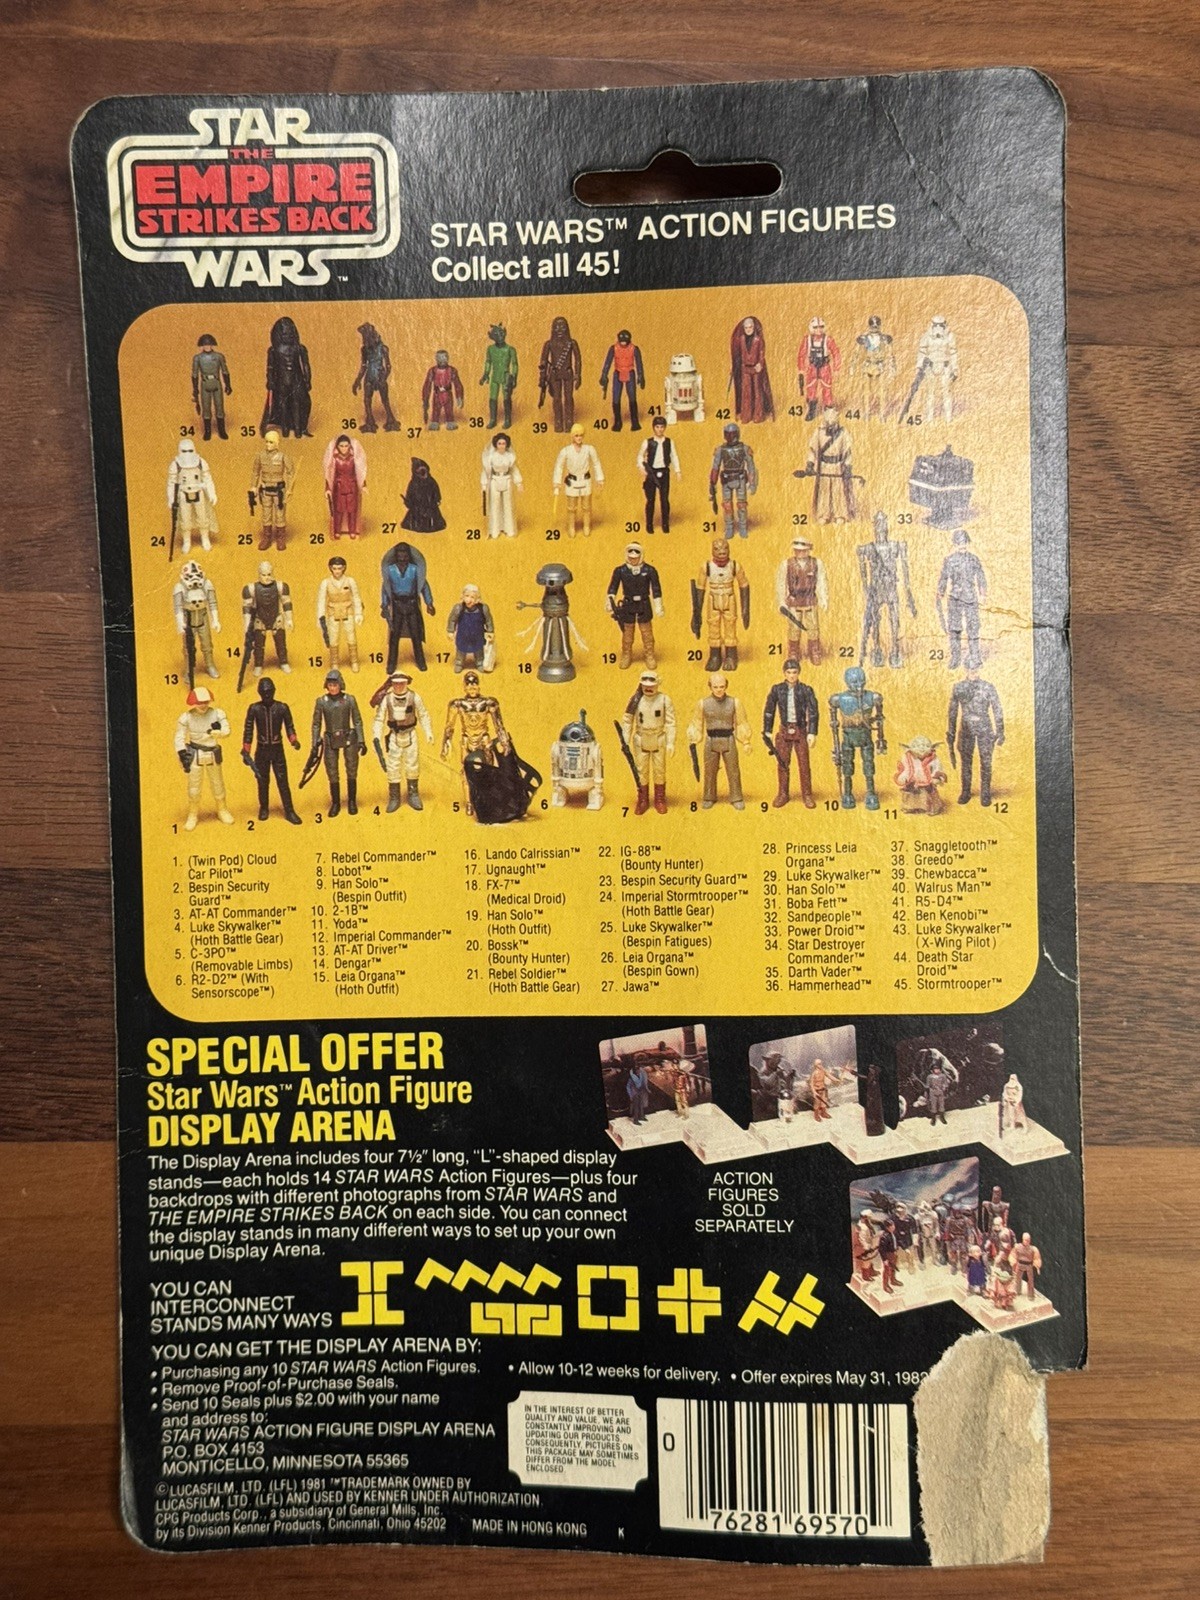 STAR
THE
EMPIRE
STRIKES BACK
WARS™
STAR WARS™ ACTION FIGURES
Collect all 45!
34 35 36 37 38 39 40 41 42 43 44 45
24 25 26 27 28 29 30 31 32 33
13 14 15 16 17 18 19 20 21 22 23
1 2 3 4 5 6 7 8 9 10 11 12
1. (Twin Pod) Cloud
Car Pilot™
2. Bespin Security
Guard™
3. AT-AT Commander™
4. Luke Skywalker™
(Hoth Battle Gear)
5. C-3PO™
(Removable Limbs)
6. R2-D2™ (With
Sensorscope™)
7. Rebel Commander™
8. Lobot™
9. Han Solo™
(Bespin Outfit)
10. 2-1B™
11. Yoda™
12. Imperial Commander™
13. AT-AT Driver™
14. Dengar™
15. Leia Organa™
(Hoth Outfit)
16. Lando Calrissian™
17. Ugnaught™
18. FX-7™
(Medical Droid)
19. Han Solo™
(Hoth Outfit)
20. Bossk™
(Bounty Hunter)
21. Rebel Soldier™
(Hoth Battle Gear)
22. IG-88™
(Bounty Hunter)
23. Bespin Security Guard™
24. Imperial Stormtrooper™
(Hoth Battle Gear)
25. Luke Skywalker™
(Bespin Fatigues)
26. Leia Organa™
(Bespin Gown)
27. Jawa™
28. Princess Leia
Organa™
29. Luke Skywalker™
30. Han Solo™
31. Boba Fett™
32. Sandpeople™
33. Power Droid™
34. Star Destroyer
Commander™
35. Darth Vader™
36. Hammerhead™
37. Snaggletooth™
38. Greedo™
39. Chewbacca™
40. Walrus Man™
41. R5-D4™
42. Ben Kenobi™
43. Luke Skywalker™
(X-Wing Pilot)
44. Death Star
Droid™
45. Stormtrooper™
SPECIAL OFFER
Star Wars™ Action Figure
DISPLAY ARENA
The Display Arena includes four 7½" long, "L"-shaped display
stands—each holds 14 STAR WARS Action Figures—plus four
backdrops with different photographs from STAR WARS and
THE EMPIRE STRIKES BACK on each side. You can connect
the display stands in many different ways to set up your own
unique Display Arena.
ACTION
FIGURES
SOLD
SEPARATELY
YOU CAN
INTERCONNECT
STANDS MANY WAYS
YOU CAN GET THE DISPLAY ARENA BY:
• Purchasing any 10 STAR WARS Action Figures.
• Remove Proof-of-Purchase Seals.
• Send 10 Seals plus $2.00 with your name
and address to:
STAR WARS ACTION FIGURE DISPLAY ARENA
P.O. BOX 4153
MONTICELLO, MINNESOTA 55365
• Allow 10-12 weeks for delivery. • Offer expires May 31, 1982
IN THE INTEREST OF BETTER
QUALITY AND VALUE, WE ARE
CONSTANTLY IMPROVING AND
UPDATING OUR PRODUCTS.
CONSEQUENTLY, PICTURES ON
THIS PACKAGE MAY SOMETIMES
DIFFER FROM THE MODEL
ENCLOSED.
0 76281 69570
© LUCASFILM, LTD. (LFL) 1981 ™TRADEMARK OWNED BY
LUCASFILM, LTD. (LFL) AND USED BY KENNER UNDER AUTHORIZATION.
CPG Products Corp., a subsidiary of General Mills, Inc.
by its Division Kenner Products, Cincinnati, Ohio 45202
MADE IN HONG KONG
K